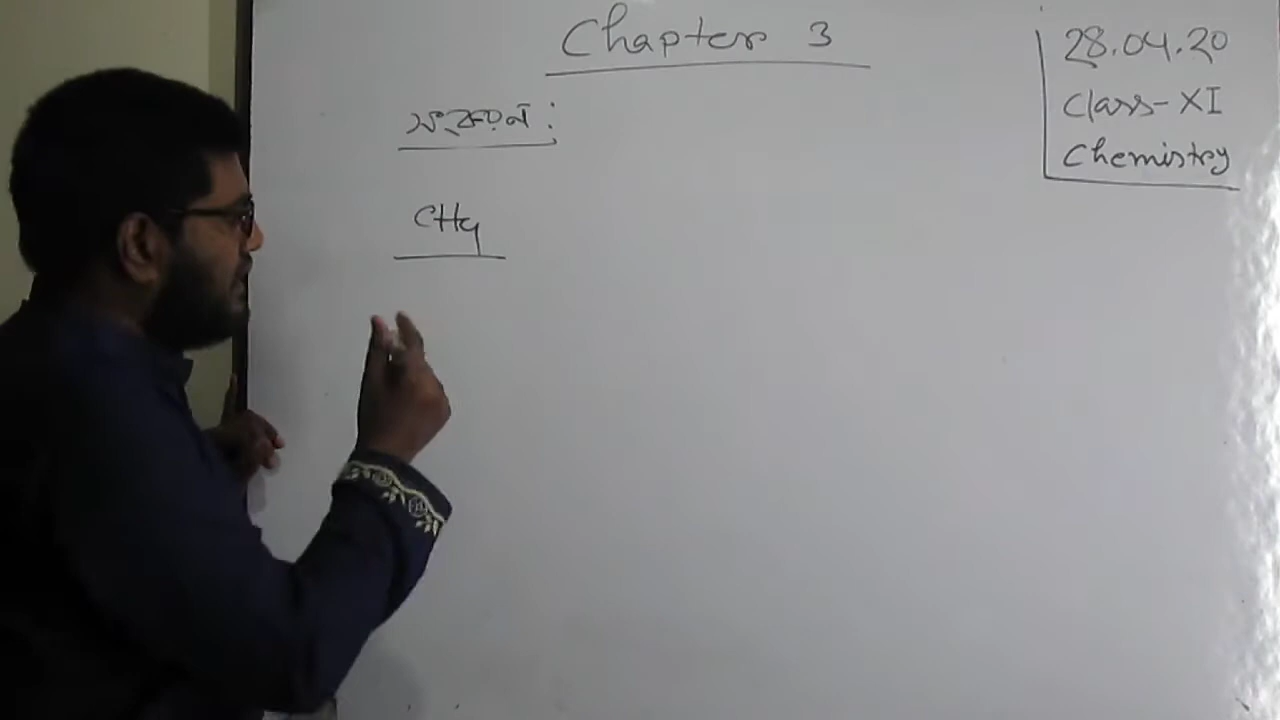 Chapter 3
28.04.20
Class-XI
Chemistry
সংকরণ:
CH4